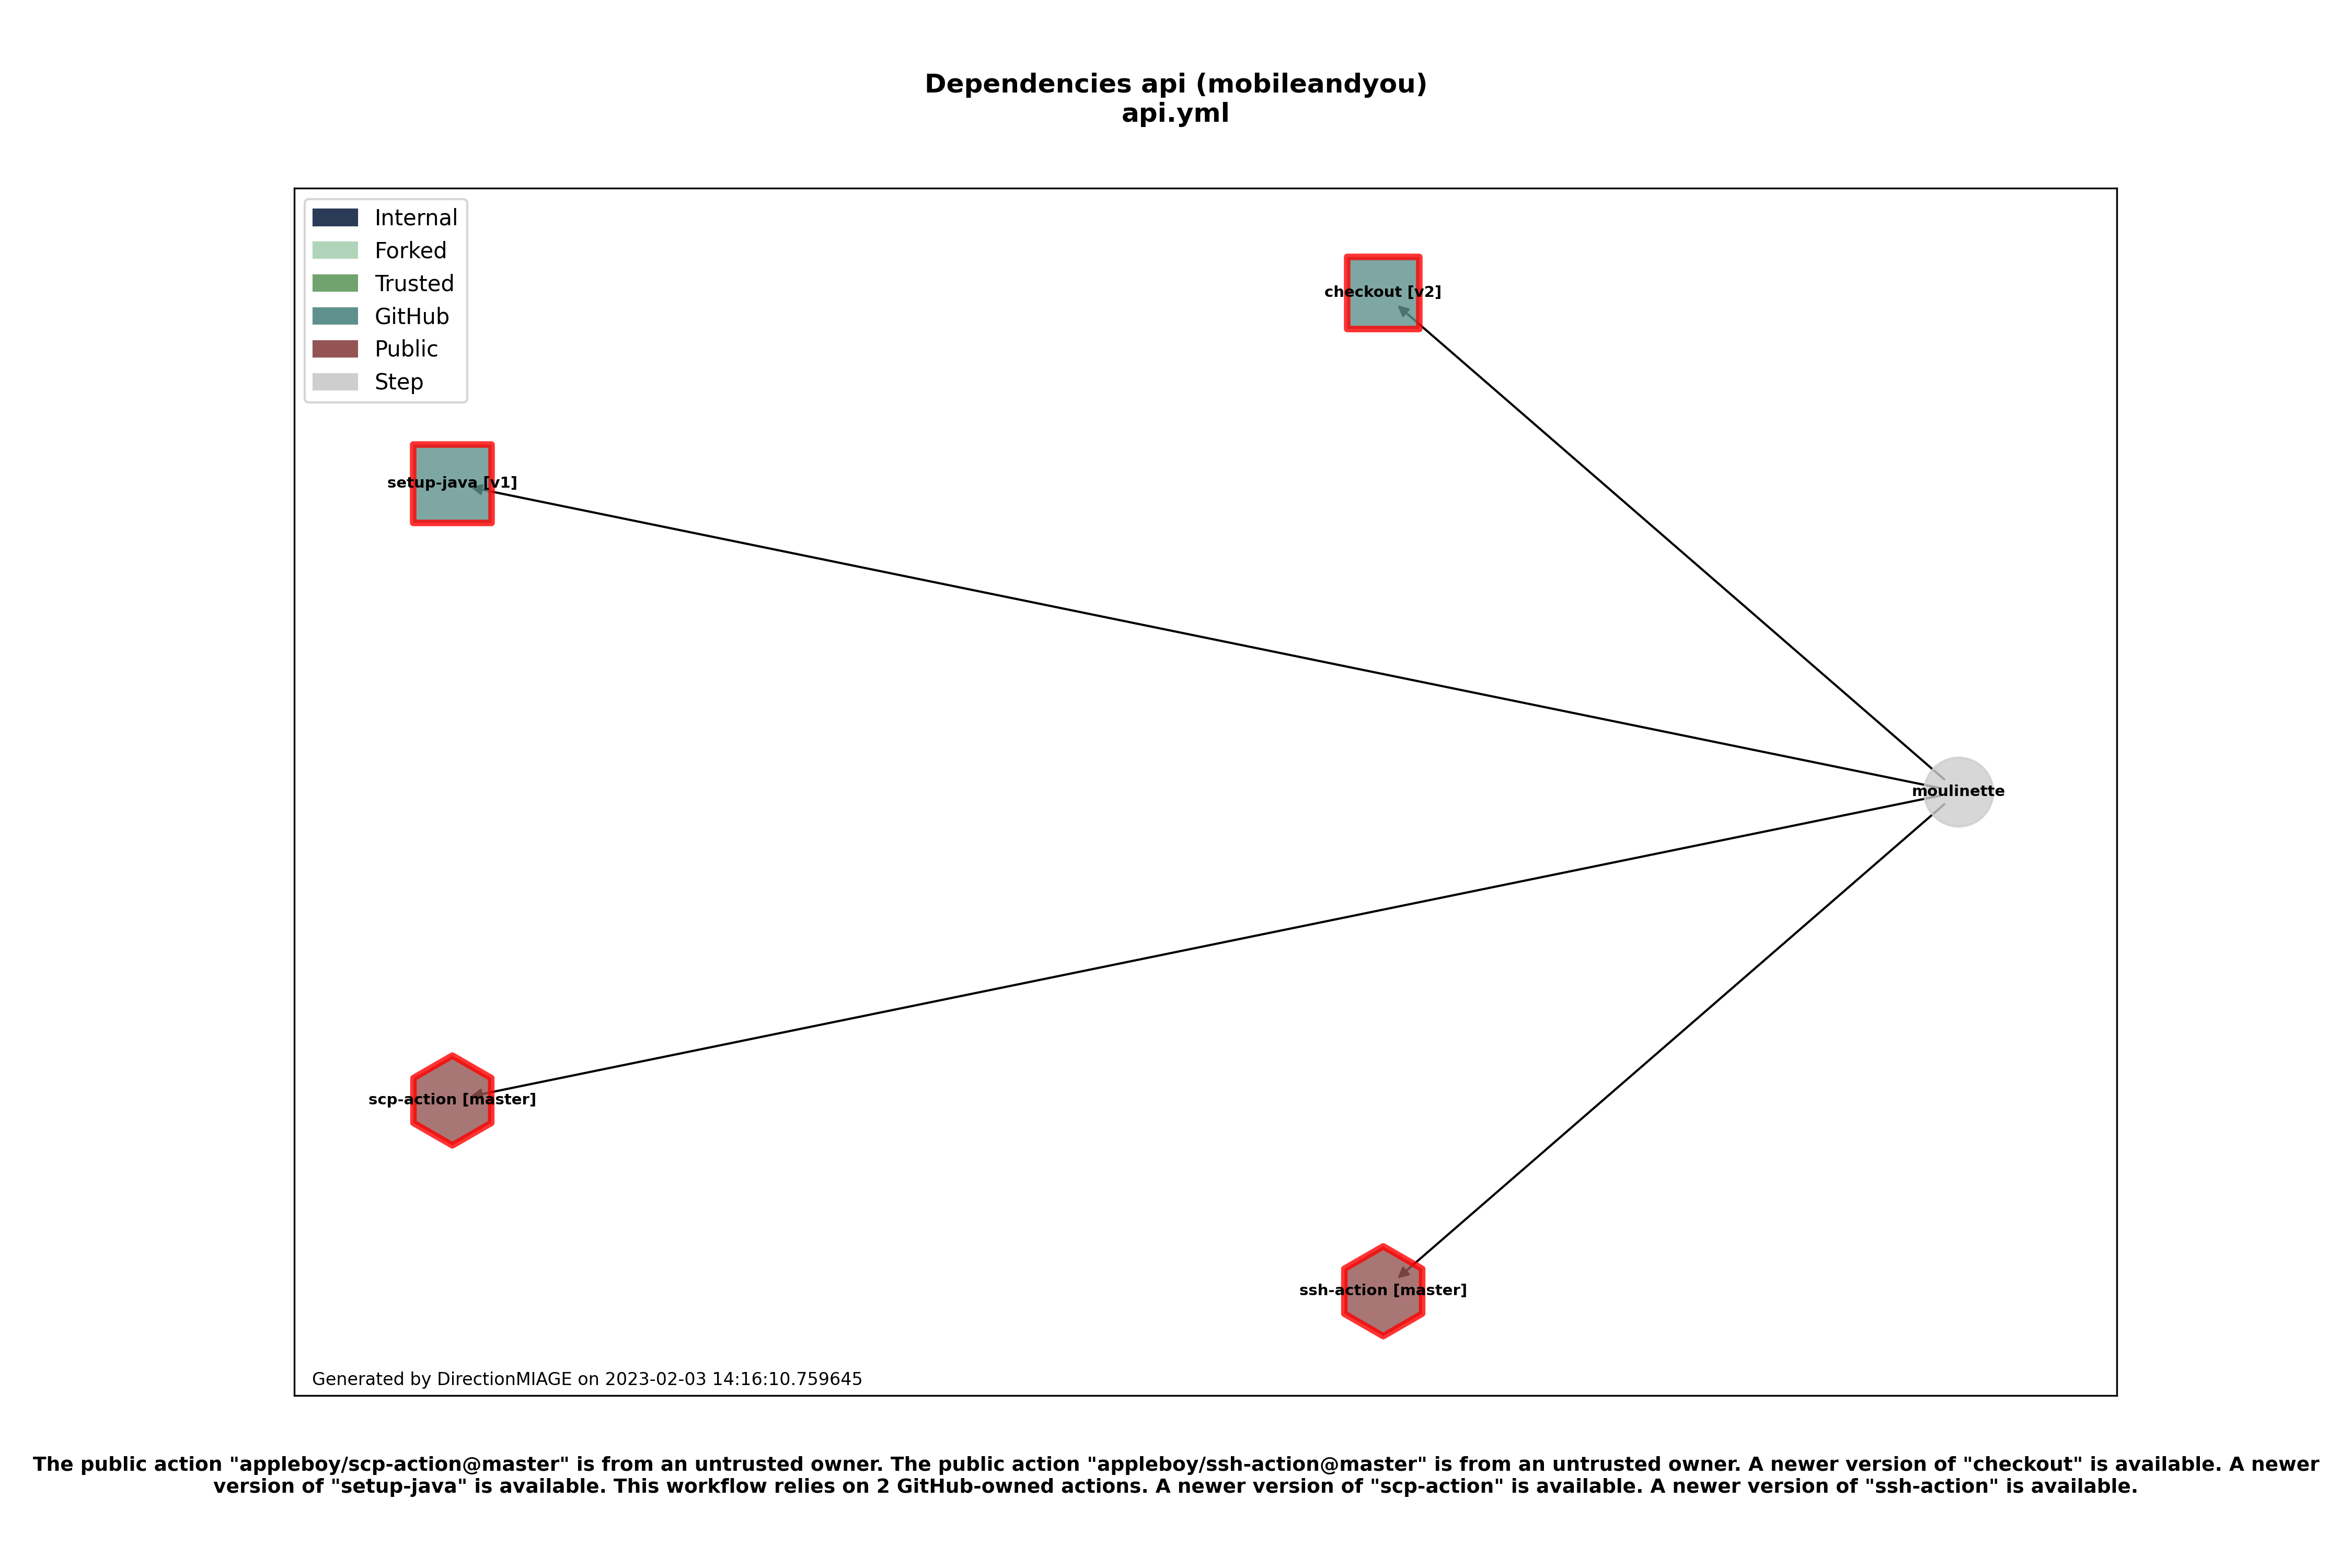 Dependencies api (mobileandyou)
api.yml
Internal
Forked
Trusted
GitHub
Public
Step
checkout [v2]
setup-java [v1]
moulinette
scp-action [master]
ssh-action [master]
Generated by DirectionMIAGE on 2023-02-03 14:16:10.759645
The public action "appleboy/scp-action@master" is from an untrusted owner. The public action "appleboy/ssh-action@master" is from an untrusted owner. A newer version of "checkout" is available. A newer
version of "setup-java" is available. This workflow relies on 2 GitHub-owned actions. A newer version of "scp-action" is available. A newer version of "ssh-action" is available.